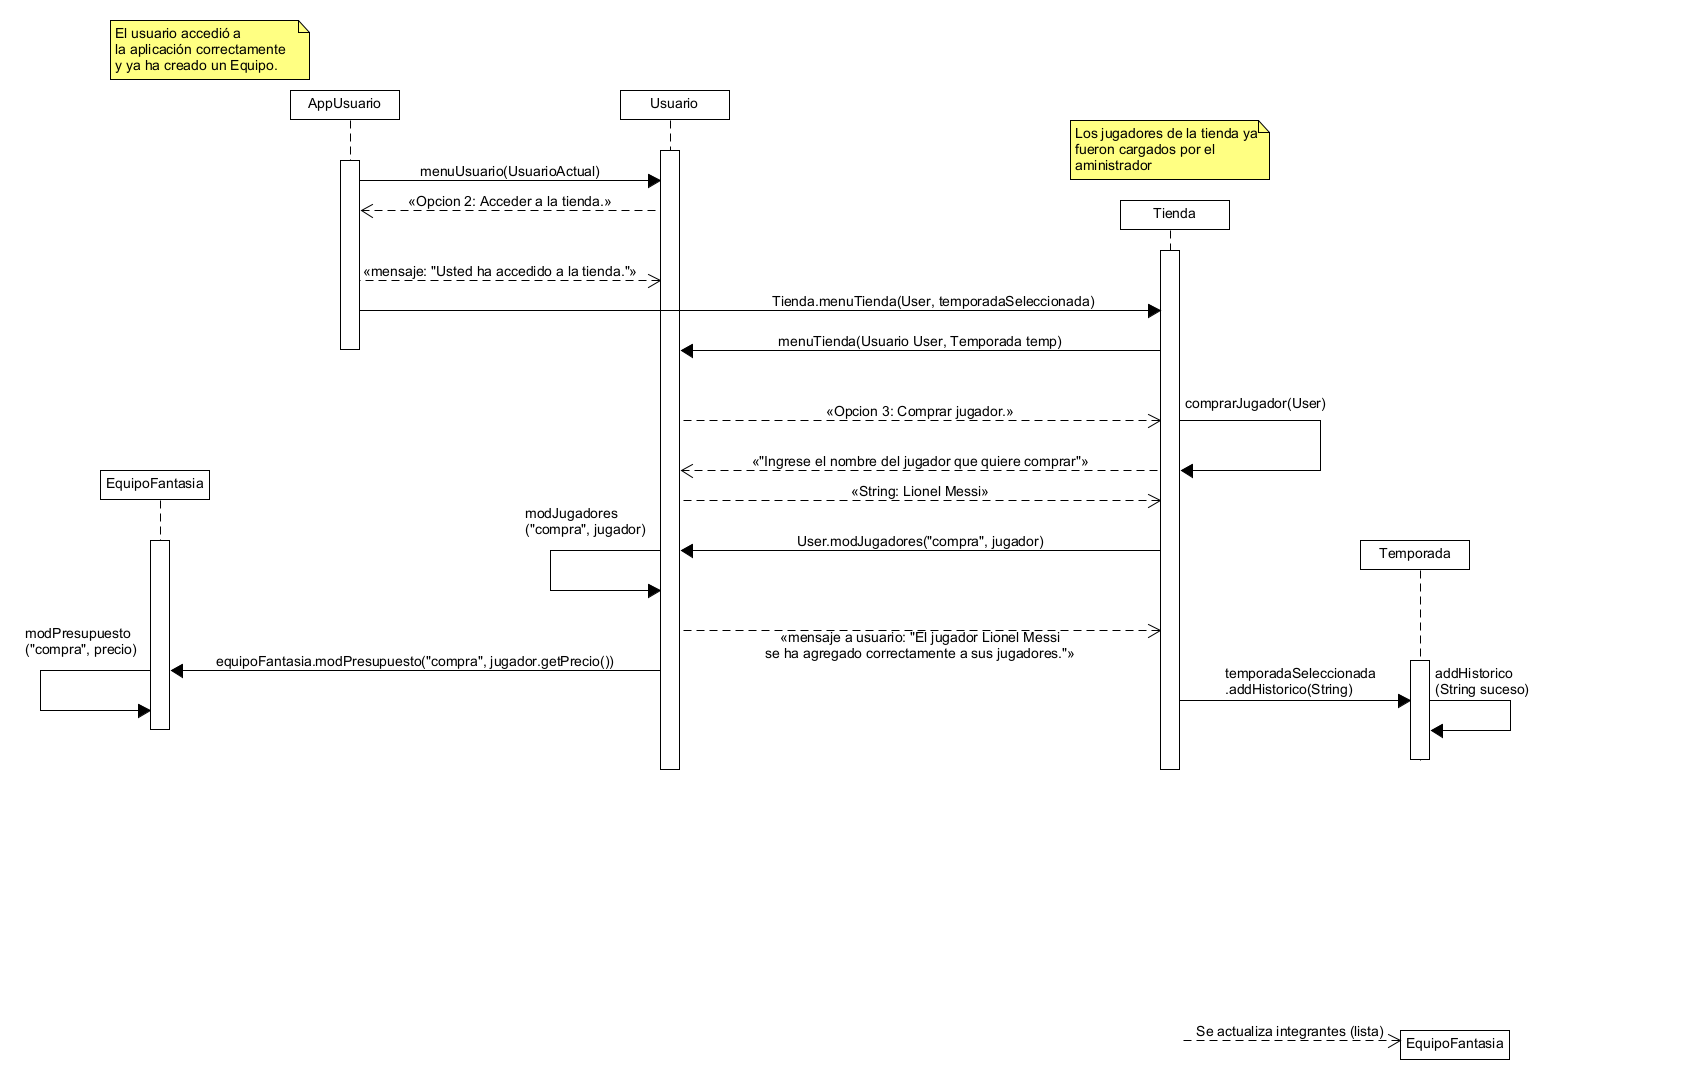 El usuario accedió a
la aplicación correctamente
y ya ha creado un Equipo.
AppUsuario
Usuario
Los jugadores de la tienda ya
fueron cargados por el
aministrador
menuUsuario(UsuarioActual)
«Opcion 2: Acceder a la tienda.»
Tienda
«mensaje: "Usted ha accedido a la tienda."»
Tienda.menuTienda(User, temporadaSeleccionada)
menuTienda(Usuario User, Temporada temp)
«Opcion 3: Comprar jugador.»
comprarJugador(User)
«"Ingrese el nombre del jugador que quiere comprar"»
EquipoFantasia
«String: Lionel Messi»
modJugadores
("compra", jugador)
User.modJugadores("compra", jugador)
Temporada
modPresupuesto
("compra", precio)
«mensaje a usuario: "El jugador Lionel Messi
se ha agregado correctamente a sus jugadores."»
equipoFantasia.modPresupuesto("compra", jugador.getPrecio())
temporadaSeleccionada
.addHistorico(String)
addHistorico
(String suceso)
Se actualiza integrantes (lista)
EquipoFantasia